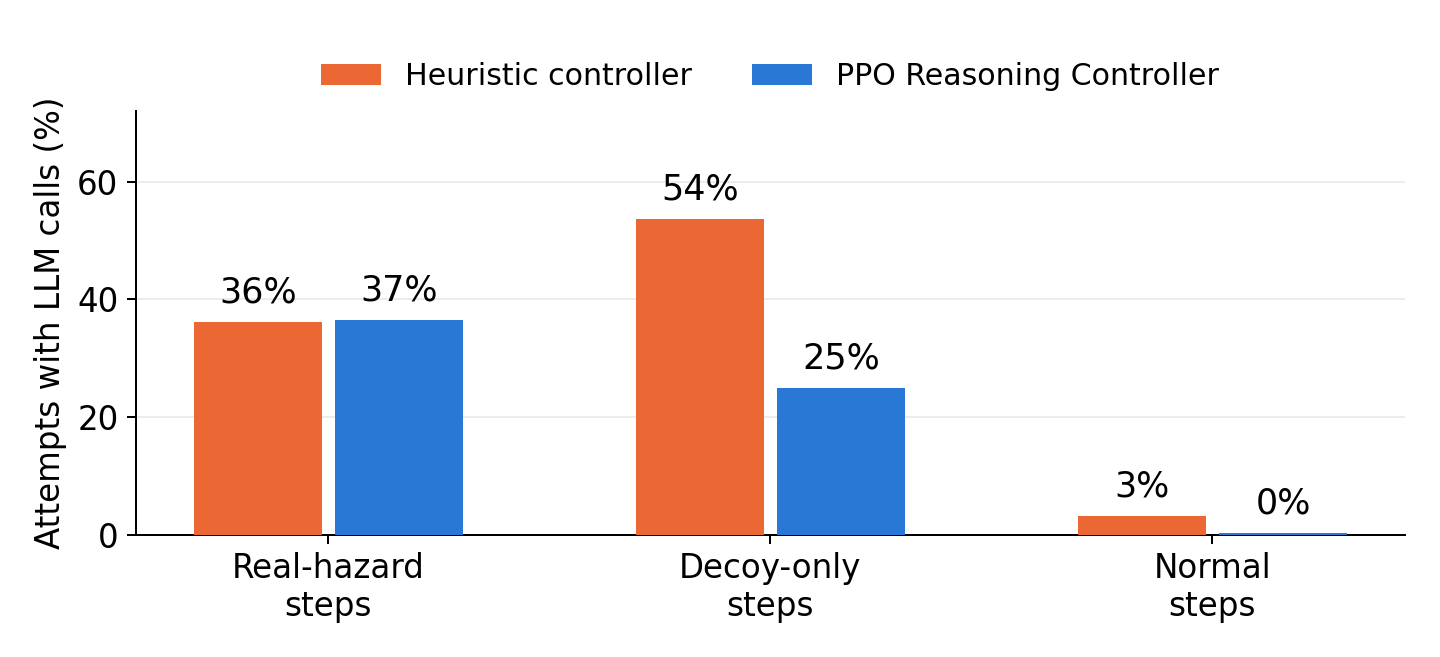 Heuristic controller
PPO Reasoning Controller
Attempts with LLM calls (%)
60
40
20
0
36%
37%
54%
25%
3%
0%
Real-hazard
steps
Decoy-only
steps
Normal
steps